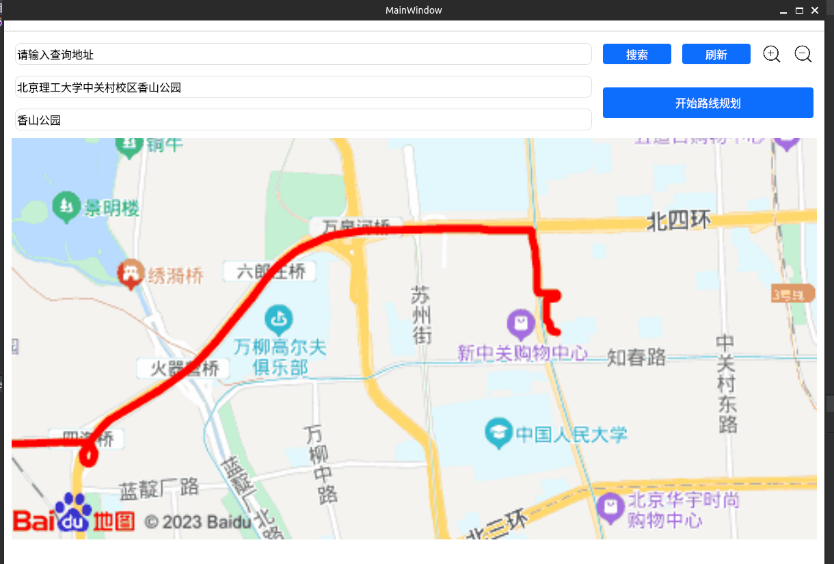 MainWindow
请输入查询地址
搜索
刷新
北京理工大学中关村校区香山公园
开始路线规划
香山公园
铜牛
五道口购物中心
景明楼
万泉河桥
北四环
绣漪桥
六郎庄桥
苏州街
3号线
万柳高尔夫
俱乐部
新中关购物中心
知春路
火器营桥
中关村东路
四海桥
万柳中路
中国人民大学
蓝靛厂路
蓝靛厂北路
北京华宇时尚
购物中心
北三环
Bai du 地图 © 2023 Baidu